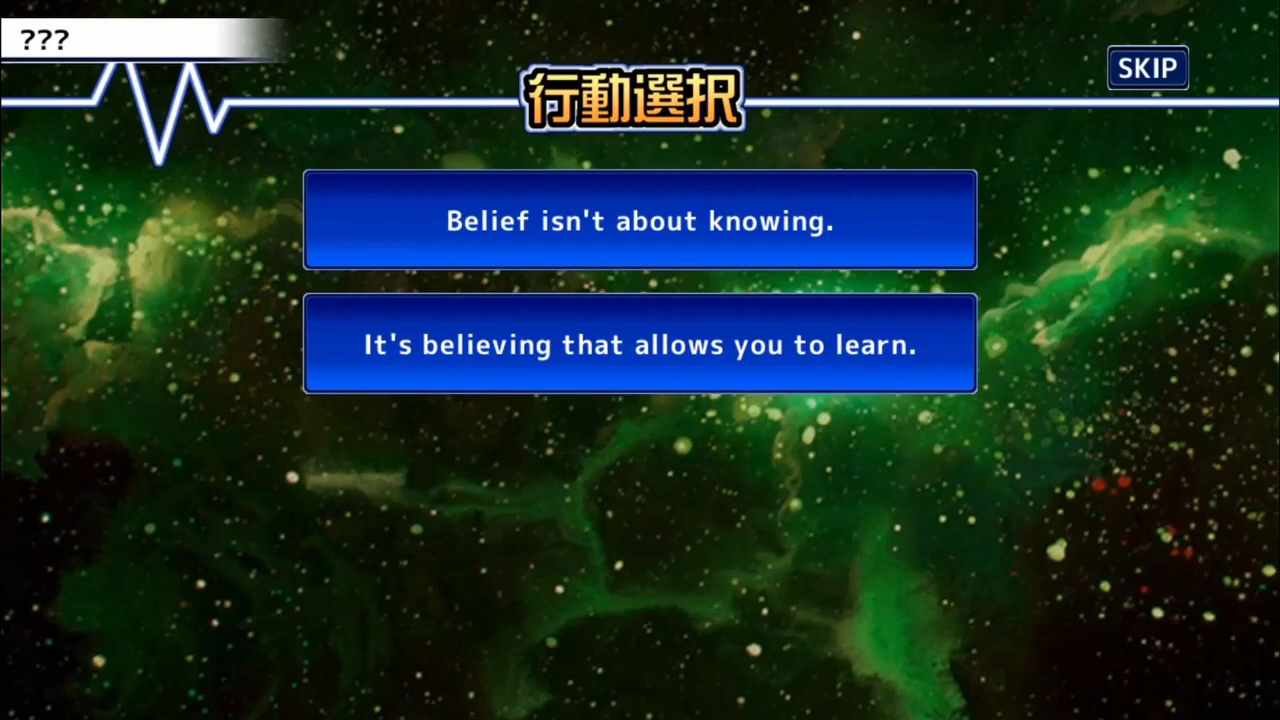 ???
SKIP
行動選択
Belief isn't about knowing.
It's believing that allows you to learn.